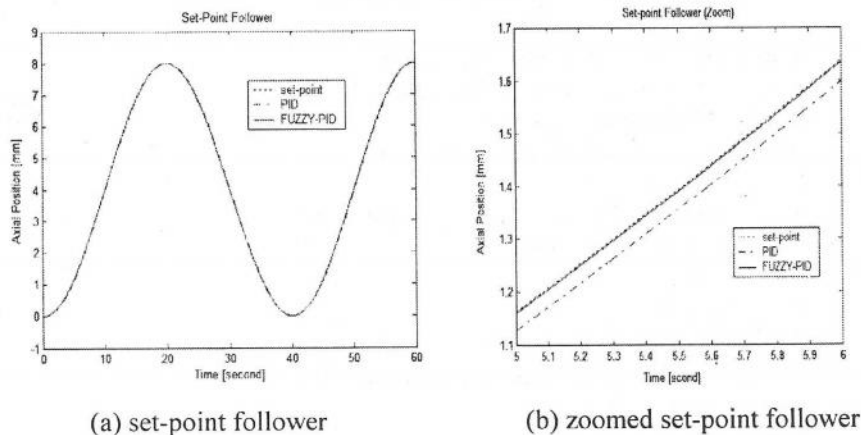 Set-Point Follower
9
8
7
6
5
4
3
2
1
0
-1
Axial Position [mm]
set-point
PID
FUZZY-PID
0 10 20 30 40 50 60
Time [second]
(a) set-point follower
Set-point Follower (Zoom)
1.7
1.6
1.5
1.4
1.3
1.2
1.1
Axial Position [mm]
set-point
PID
FUZZY-PID
5 5.1 5.2 5.3 5.4 5.5 5.6 5.7 5.8 5.9 6
Time [scond]
(b) zoomed set-point follower